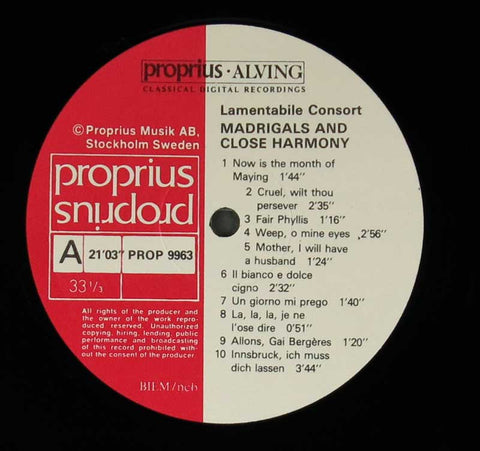 proprius · ALVING
CLASSICAL DIGITAL RECORDINGS
© Proprius Musik AB,
Stockholm Sweden
proprius
proprius
A 21'03" PROP 9963
33 1/3
All rights of the producer and
the owner of the work repro-
duced reserved. Unauthorized
copying, hiring, lending, public
performance and broadcasting
of this record prohibited with-
out the consent of the producer.
BIEM/ncb
Lamentabile Consort
MADRIGALS AND
CLOSE HARMONY
1 Now is the month of
Maying 1'44"
2 Cruel, wilt thou
persever 2'35"
3 Fair Phyllis 1'16"
4 Weep, o mine eyes 2'56"
5 Mother, I will have
a husband 1'24"
6 Il bianco e dolce
cigno 2'32"
7 Un giorno mi prego 1'40"
8 La, la, la, je ne
l'ose dire 0'51"
9 Allons, Gai Bergères 1'20"
10 Innsbruck, ich muss
dich lassen 3'44"